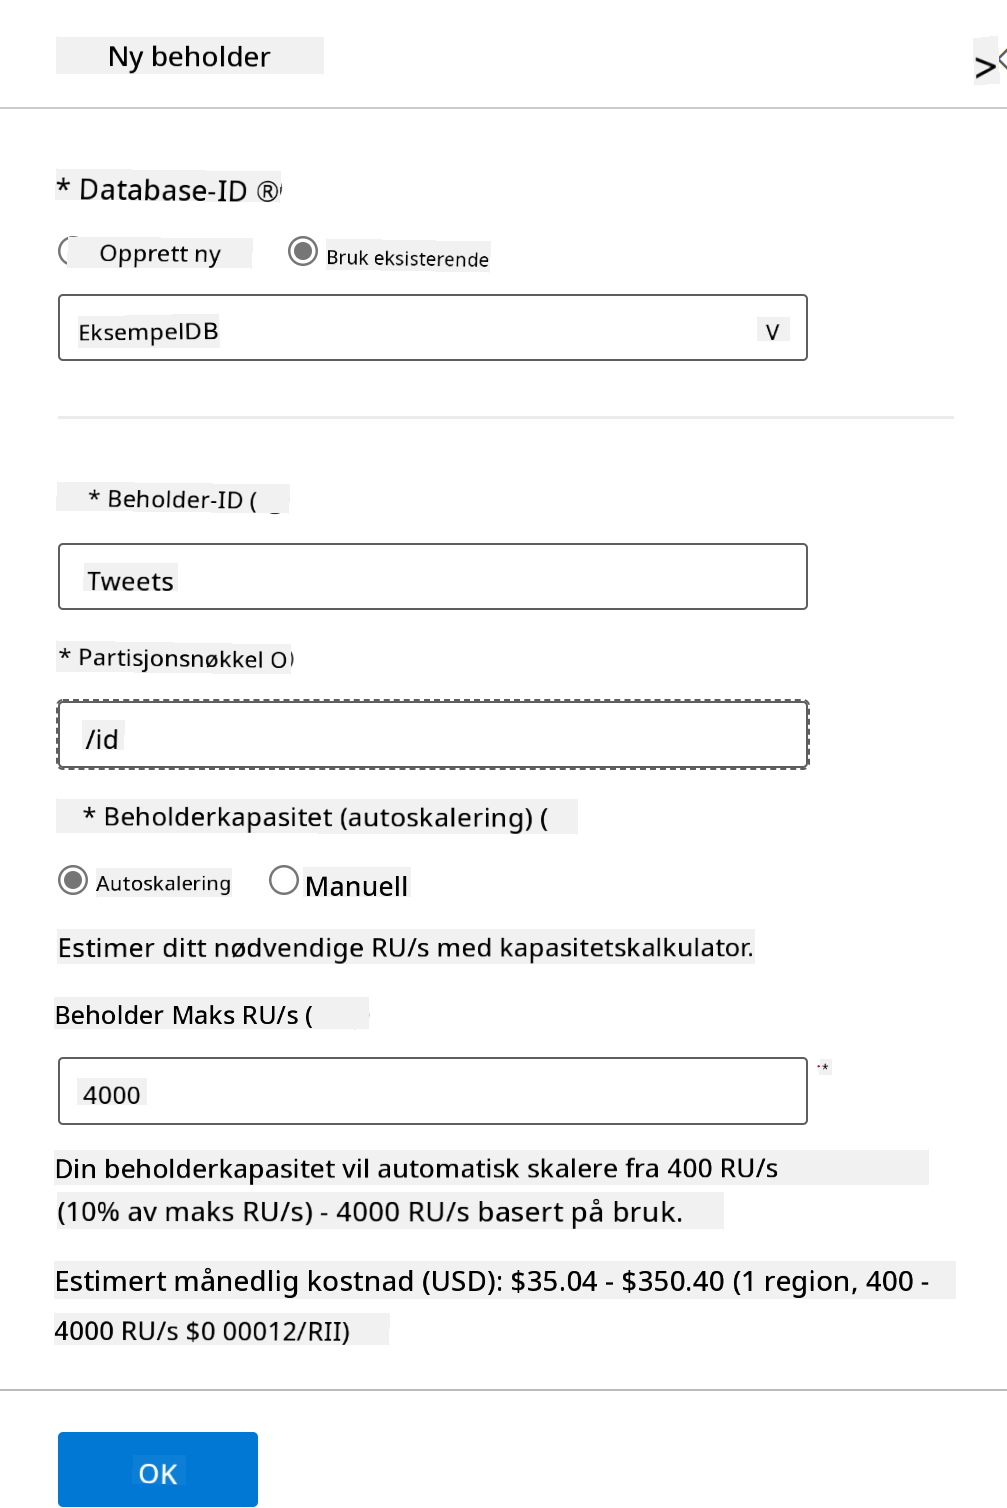 Ny beholder >
* Database-ID ®
Opprett ny Bruk eksisterende
EksempelDB V
* Beholder-ID (
Tweets
* Partisjonsnøkkel O
/id
* Beholderkapasitet (autoskalering) (
Autoskalering Manuell
Estimer ditt nødvendige RU/s med kapasitetskalkulator.
Beholder Maks RU/s (
4000 *
Din beholderkapasitet vil automatisk skalere fra 400 RU/s
(10% av maks RU/s) - 4000 RU/s basert på bruk.
Estimert månedlig kostnad (USD): $35.04 - $350.40 (1 region, 400 -
4000 RU/s $0 00012/RII)
OK